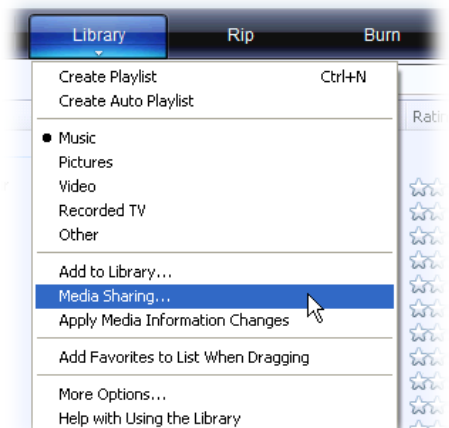 Library Rip Burn
Create Playlist Ctrl+N
Create Auto Playlist
Music
Pictures
Video
Recorded TV
Other
Add to Library...
Media Sharing...
Apply Media Information Changes
Add Favorites to List When Dragging
More Options...
Help with Using the Library